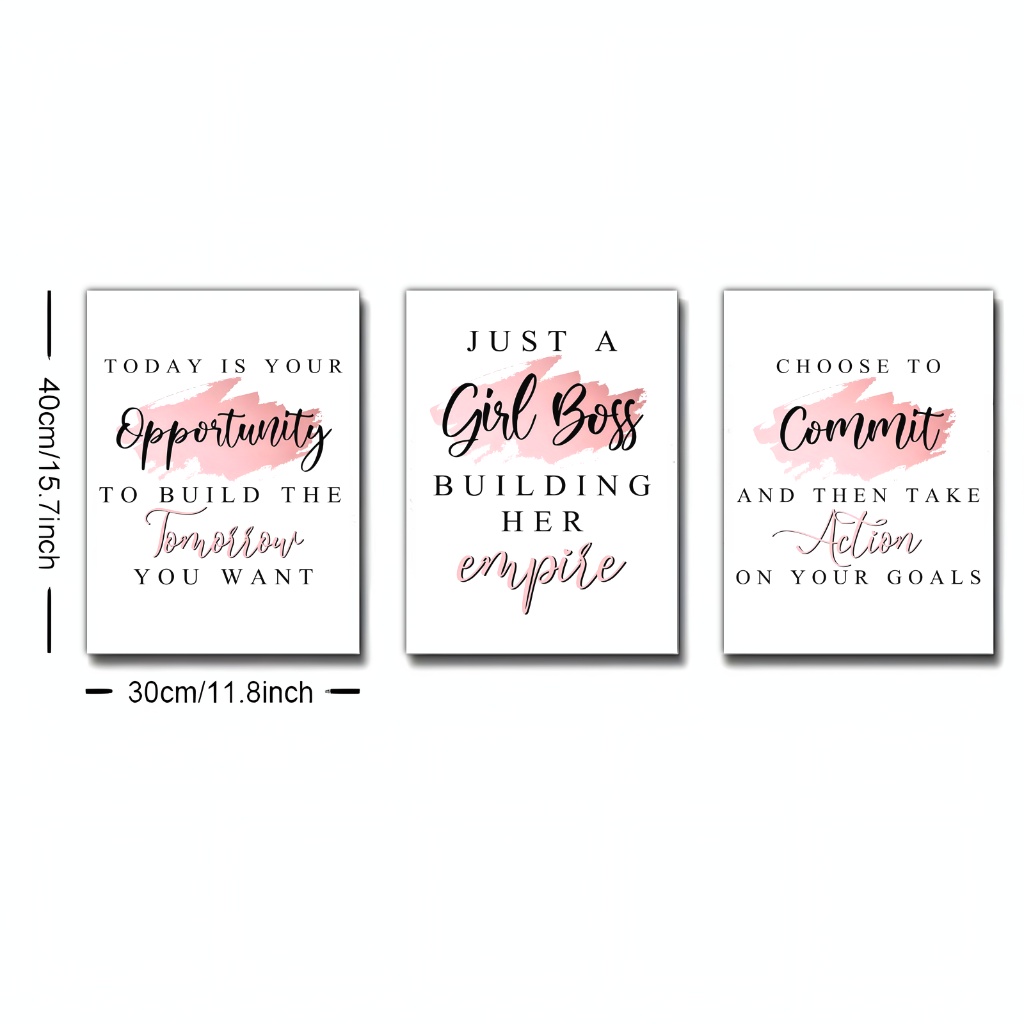 TODAY IS YOUR
Opportunity
TO BUILD THE
Tomorrow
YOU WANT
JUST A
Girl Boss
BUILDING
HER
empire
CHOOSE TO
Commit
AND THEN TAKE
Action
ON YOUR GOALS
40cm/15.7inch
30cm/11.8inch